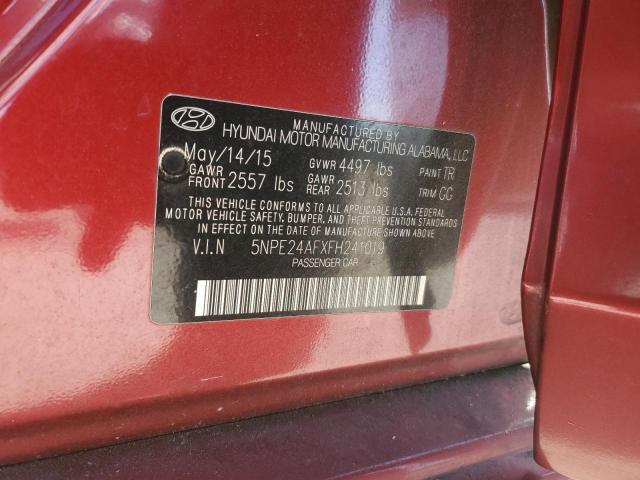 MANUFACTURED BY
HYUNDAI MOTOR MANUFACTURING ALABAMA, LLC
May/14/15 GVWR 4497 lbs PAINT TR
GAWR FRONT 2557 lbs GAWR REAR 2513 lbs TRIM GG
THIS VEHICLE CONFORMS TO ALL APPLICABLE U.S.A. FEDERAL
MOTOR VEHICLE SAFETY, BUMPER, AND THEFT PREVENTION STANDARDS
IN EFFECT ON THE DATE OF MANUFACTURE SHOWN ABOVE.
V.I.N 5NPE24AFXFH241019
PASSENGER CAR